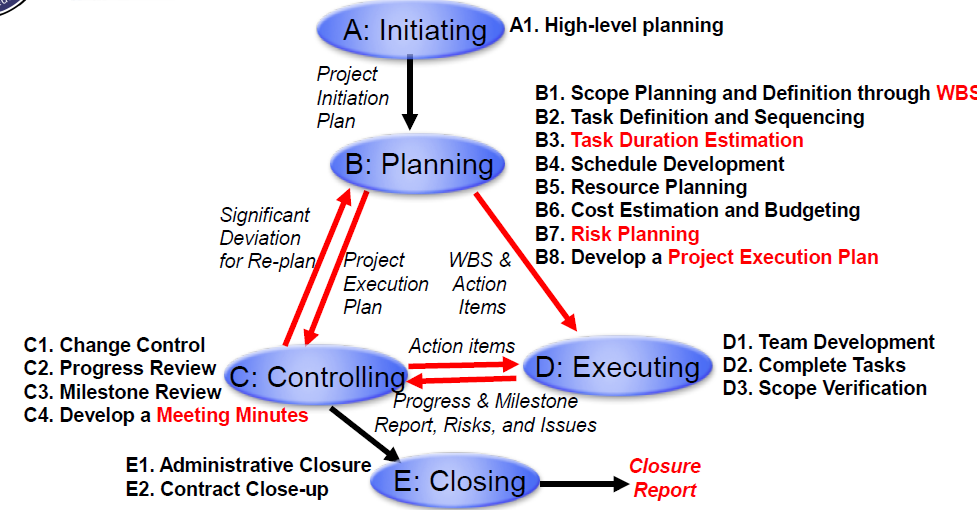 A: Initiating
A1. High-level planning
Project
Initiation
Plan
B: Planning
B1. Scope Planning and Definition through WBS
B2. Task Definition and Sequencing
B3. Task Duration Estimation
B4. Schedule Development
B5. Resource Planning
B6. Cost Estimation and Budgeting
B7. Risk Planning
B8. Develop a Project Execution Plan
Significant
Deviation
for Re-plan
Project
Execution
Plan
WBS &
Action
Items
C1. Change Control
C2. Progress Review
C3. Milestone Review
C4. Develop a Meeting Minutes
C: Controlling
Action items
Progress & Milestone
Report, Risks, and Issues
D: Executing
D1. Team Development
D2. Complete Tasks
D3. Scope Verification
E1. Administrative Closure
E2. Contract Close-up
E: Closing
Closure
Report